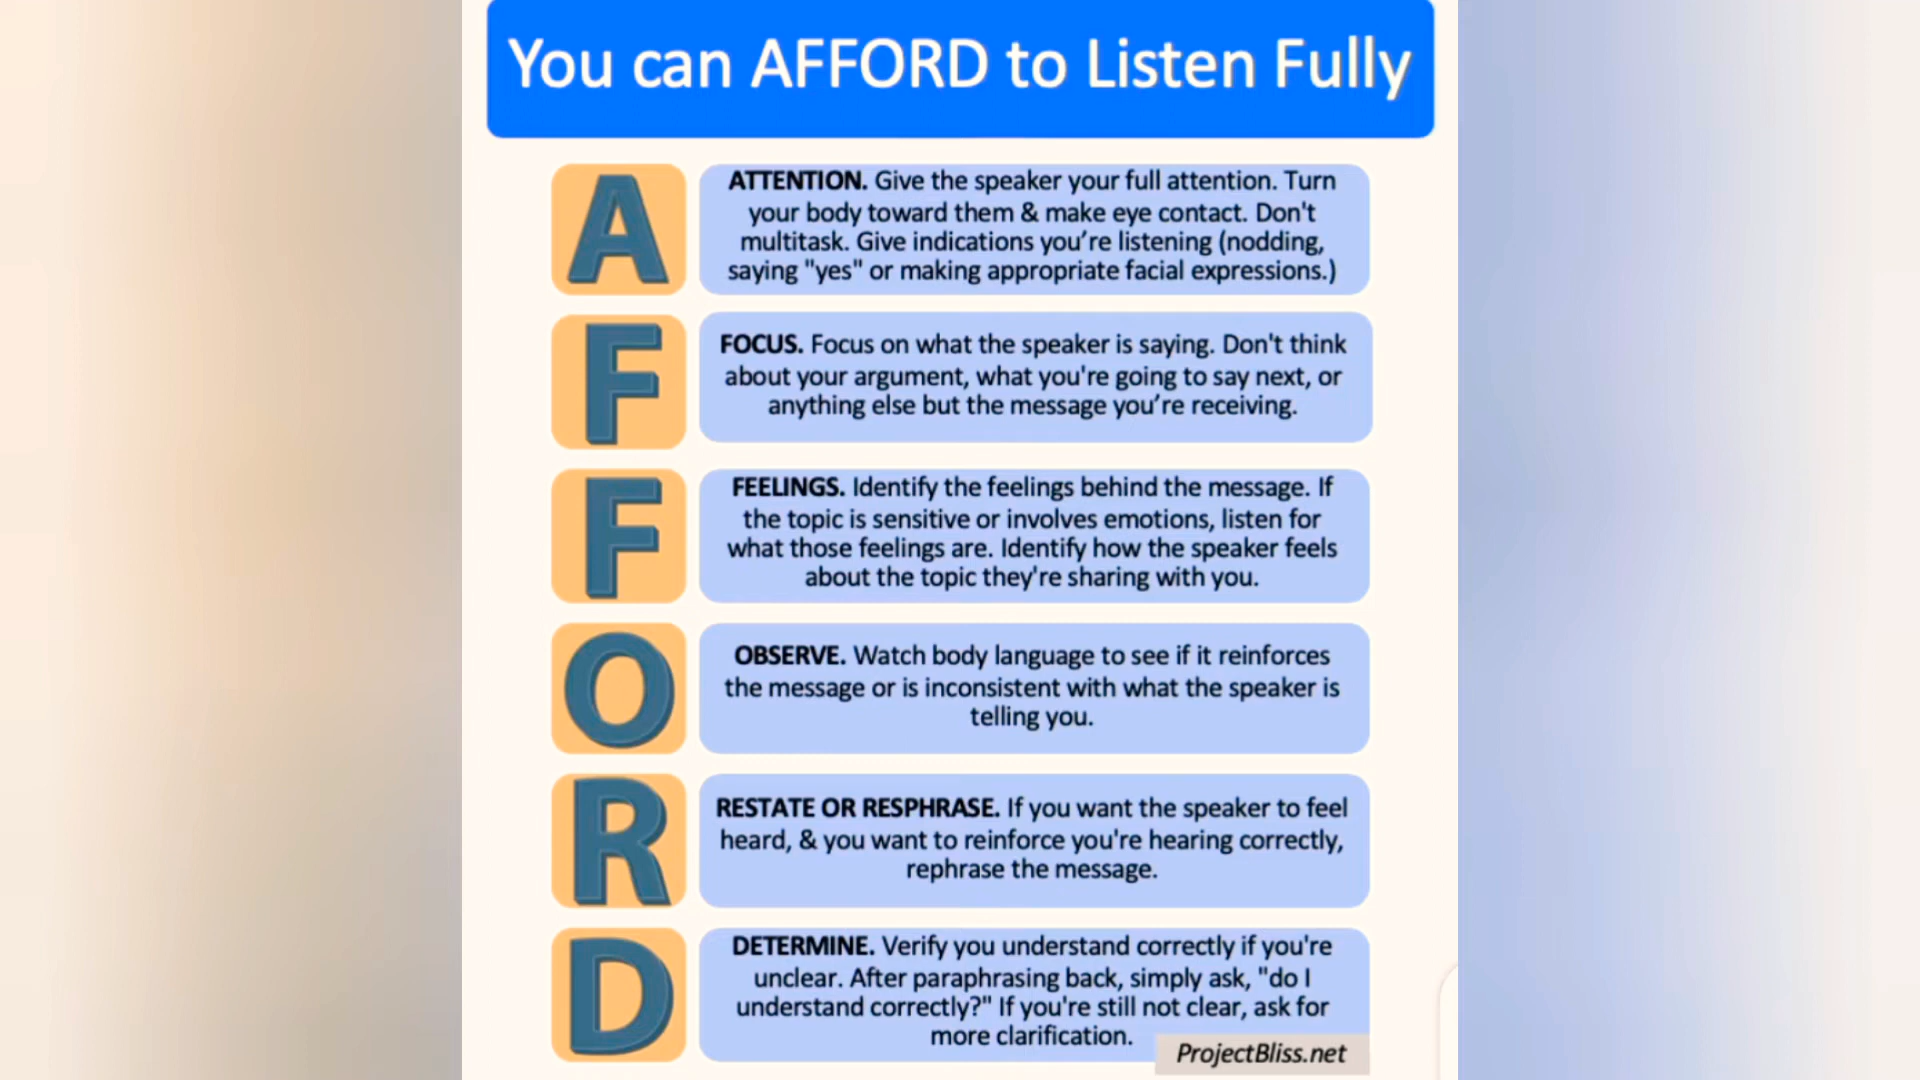 You can AFFORD to Listen Fully
A
ATTENTION. Give the speaker your full attention. Turn
your body toward them & make eye contact. Don't
multitask. Give indications you’re listening (nodding,
saying "yes" or making appropriate facial expressions.)
F
FOCUS. Focus on what the speaker is saying. Don't think
about your argument, what you're going to say next, or
anything else but the message you’re receiving.
F
FEELINGS. Identify the feelings behind the message. If
the topic is sensitive or involves emotions, listen for
what those feelings are. Identify how the speaker feels
about the topic they're sharing with you.
O
OBSERVE. Watch body language to see if it reinforces
the message or is inconsistent with what the speaker is
telling you.
R
RESTATE OR RESPHRASE. If you want the speaker to feel
heard, & you want to reinforce you're hearing correctly,
rephrase the message.
D
DETERMINE. Verify you understand correctly if you're
unclear. After paraphrasing back, simply ask, "do I
understand correctly?" If you're still not clear, ask for
more clarification.
ProjectBliss.net